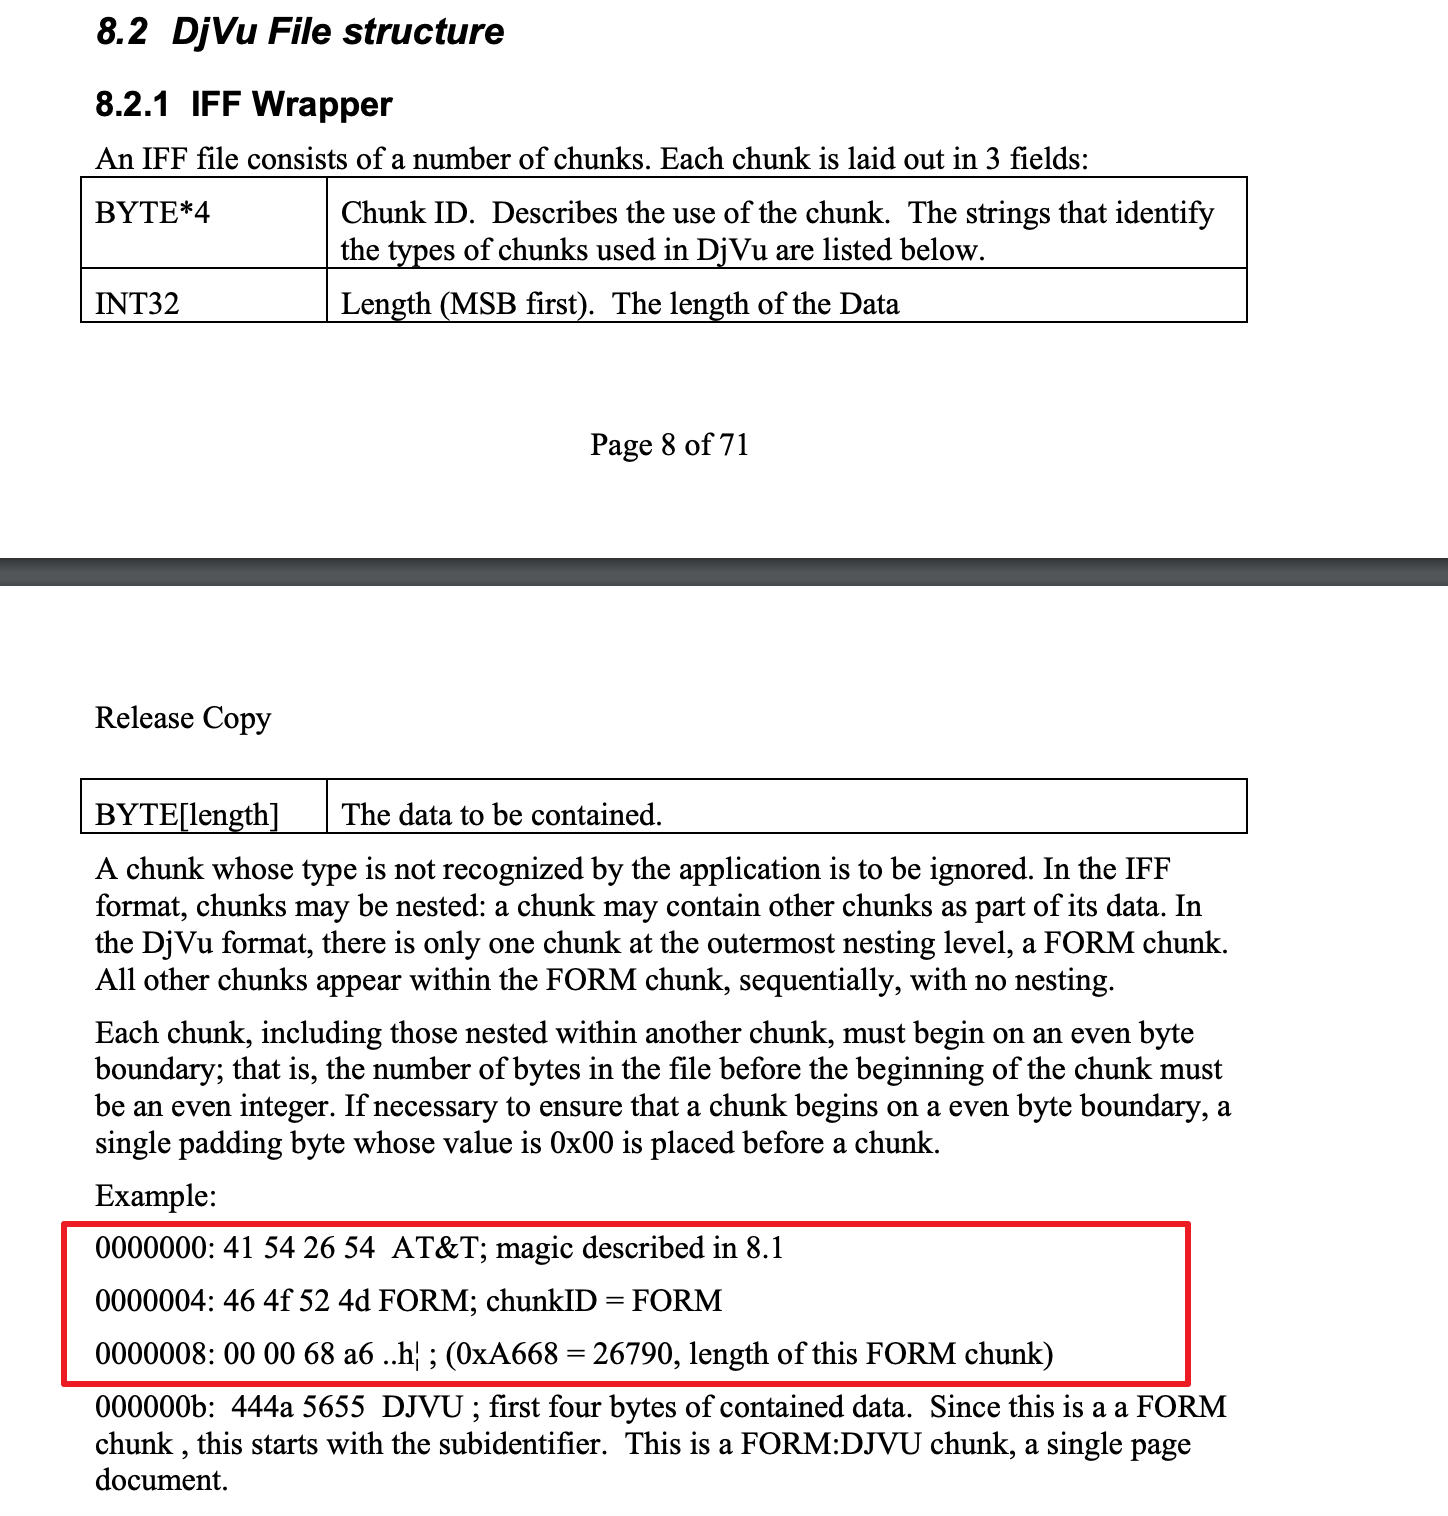 8.2 DjVu File structure
8.2.1 IFF Wrapper
An IFF file consists of a number of chunks. Each chunk is laid out in 3 fields:
BYTE*4 Chunk ID. Describes the use of the chunk. The strings that identify
the types of chunks used in DjVu are listed below.
INT32 Length (MSB first). The length of the Data
Page 8 of 71
Release Copy
BYTE[length] The data to be contained.
A chunk whose type is not recognized by the application is to be ignored. In the IFF
format, chunks may be nested: a chunk may contain other chunks as part of its data. In
the DjVu format, there is only one chunk at the outermost nesting level, a FORM chunk.
All other chunks appear within the FORM chunk, sequentially, with no nesting.
Each chunk, including those nested within another chunk, must begin on an even byte
boundary; that is, the number of bytes in the file before the beginning of the chunk must
be an even integer. If necessary to ensure that a chunk begins on a even byte boundary, a
single padding byte whose value is 0x00 is placed before a chunk.
Example:
0000000: 41 54 26 54 AT&T; magic described in 8.1
0000004: 46 4f 52 4d FORM; chunkID = FORM
0000008: 00 00 68 a6 ..h¦ ; (0xA668 = 26790, length of this FORM chunk)
000000b: 444a 5655 DJVU ; first four bytes of contained data. Since this is a a FORM
chunk , this starts with the subidentifier. This is a FORM:DJVU chunk, a single page
document.